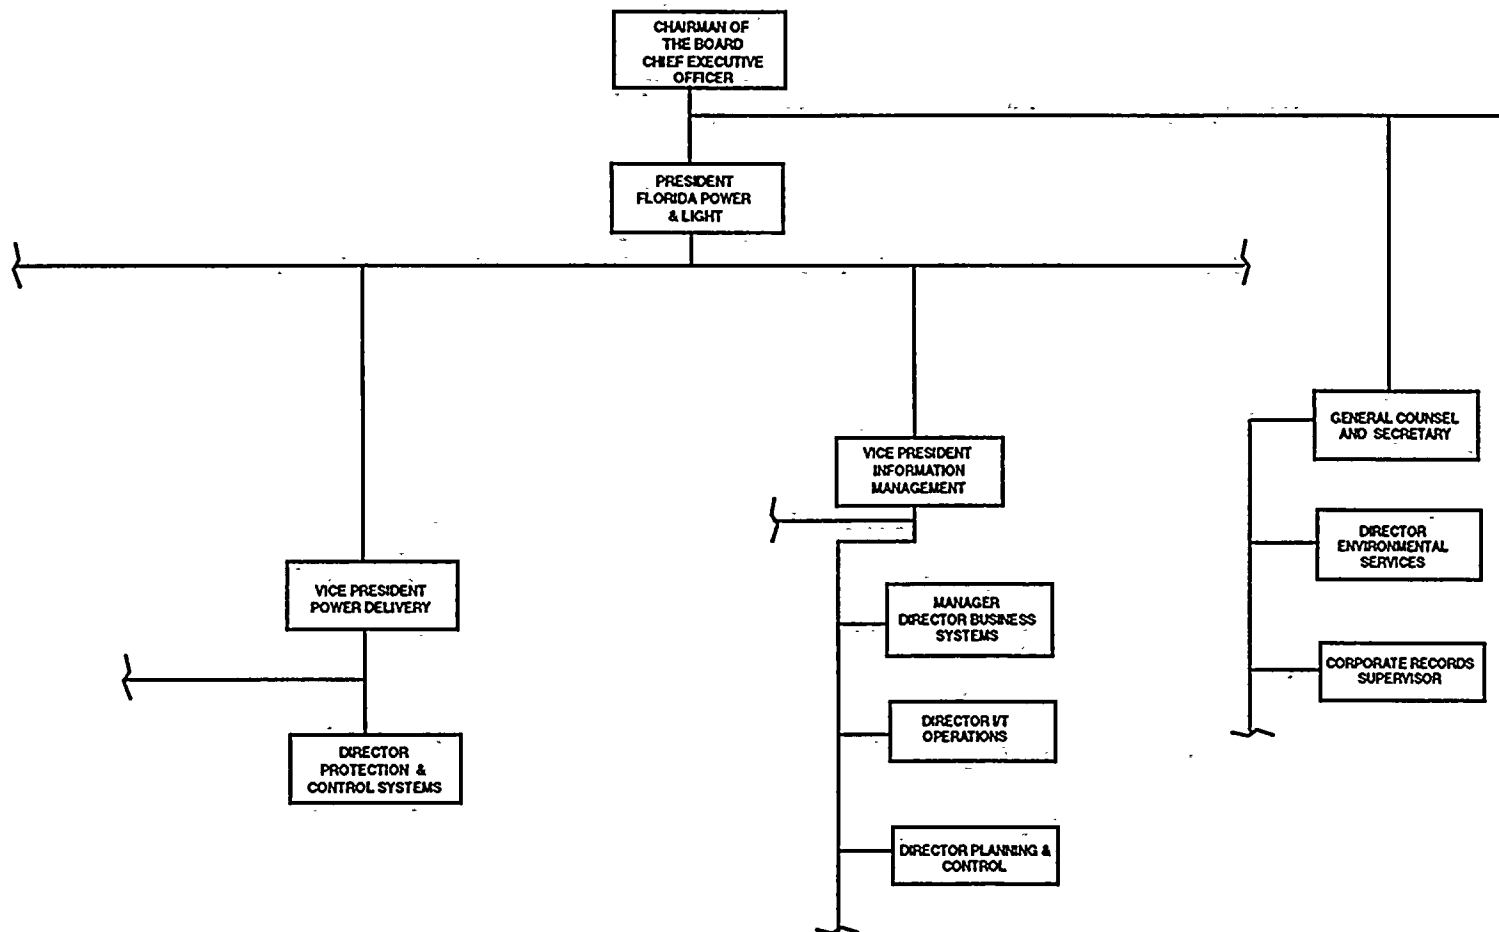 CHAIRMAN OF
THE BOARD
CHIEF EXECUTIVE
OFFICER
PRESIDENT
FLORIDA POWER
& LIGHT
GENERAL COUNSEL
AND SECRETARY
VICE PRESIDENT
INFORMATION
MANAGEMENT
DIRECTOR
ENVIRONMENTAL
SERVICES
VICE PRESIDENT
POWER DELIVERY
MANAGER
DIRECTOR BUSINESS
SYSTEMS
CORPORATE RECORDS
SUPERVISOR
DIRECTOR I/T
OPERATIONS
DIRECTOR
PROTECTION &
CONTROL SYSTEMS
DIRECTOR PLANNING &
CONTROL